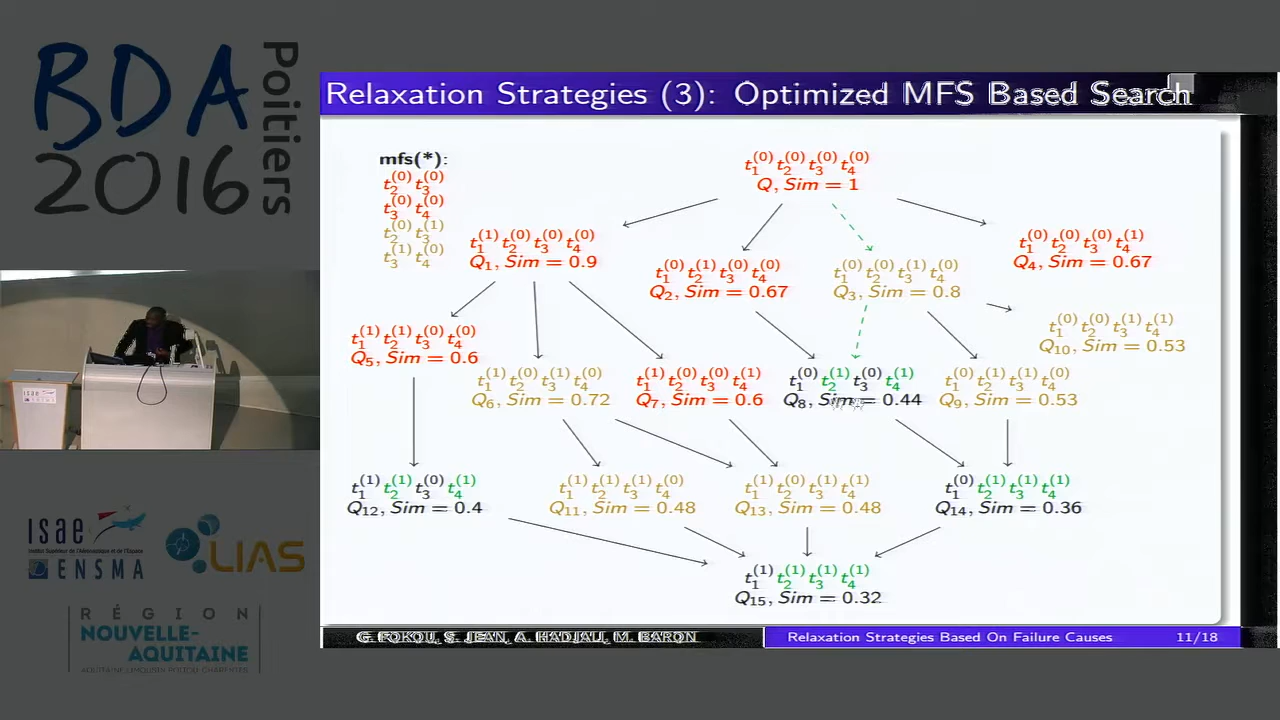 BDA
Poitiers
2016
Relaxation Strategies (3): Optimized MFS Based Search
mfs(*):
t₂⁽⁰⁾ t₃⁽⁰⁾
t₃⁽⁰⁾ t₄⁽⁰⁾
t₂⁽⁰⁾ t₃⁽¹⁾
t₃⁽¹⁾ t₄⁽⁰⁾
t₁⁽⁰⁾ t₂⁽⁰⁾ t₃⁽⁰⁾ t₄⁽⁰⁾
Q, Sim = 1
t₁⁽¹⁾ t₂⁽⁰⁾ t₃⁽⁰⁾ t₄⁽⁰⁾
Q₁, Sim = 0.9
t₁⁽⁰⁾ t₂⁽¹⁾ t₃⁽⁰⁾ t₄⁽⁰⁾
Q₂, Sim = 0.67
t₁⁽⁰⁾ t₂⁽⁰⁾ t₃⁽¹⁾ t₄⁽⁰⁾
Q₃, Sim = 0.8
t₁⁽⁰⁾ t₂⁽⁰⁾ t₃⁽⁰⁾ t₄⁽¹⁾
Q₄, Sim = 0.67
t₁⁽¹⁾ t₂⁽¹⁾ t₃⁽⁰⁾ t₄⁽⁰⁾
Q₅, Sim = 0.6
t₁⁽¹⁾ t₂⁽⁰⁾ t₃⁽¹⁾ t₄⁽⁰⁾
Q₆, Sim = 0.72
t₁⁽¹⁾ t₂⁽⁰⁾ t₃⁽⁰⁾ t₄⁽¹⁾
Q₇, Sim = 0.6
t₁⁽⁰⁾ t₂⁽¹⁾ t₃⁽⁰⁾ t₄⁽¹⁾
Q₈, Sim = 0.44
t₁⁽⁰⁾ t₂⁽¹⁾ t₃⁽¹⁾ t₄⁽⁰⁾
Q₉, Sim = 0.53
t₁⁽⁰⁾ t₂⁽⁰⁾ t₃⁽¹⁾ t₄⁽¹⁾
Q₁₀, Sim = 0.53
t₁⁽¹⁾ t₂⁽¹⁾ t₃⁽⁰⁾ t₄⁽¹⁾
Q₁₂, Sim = 0.4
t₁⁽¹⁾ t₂⁽¹⁾ t₃⁽¹⁾ t₄⁽⁰⁾
Q₁₁, Sim = 0.48
t₁⁽¹⁾ t₂⁽⁰⁾ t₃⁽¹⁾ t₄⁽¹⁾
Q₁₃, Sim = 0.48
t₁⁽⁰⁾ t₂⁽¹⁾ t₃⁽¹⁾ t₄⁽¹⁾
Q₁₄, Sim = 0.36
t₁⁽¹⁾ t₂⁽¹⁾ t₃⁽¹⁾ t₄⁽¹⁾
Q₁₅, Sim = 0.32
G. FOKOU, S. JEAN, A. HADJALI, M. BARON
Relaxation Strategies Based On Failure Causes
11/18
isae
Institut Supérieur de l'Aéronautique et de l'Espace
ENSMA
LIAS
RÉGION
NOUVELLE-
AQUITAINE
AQUITAINE LIMOUSIN POITOU-CHARENTES
isae